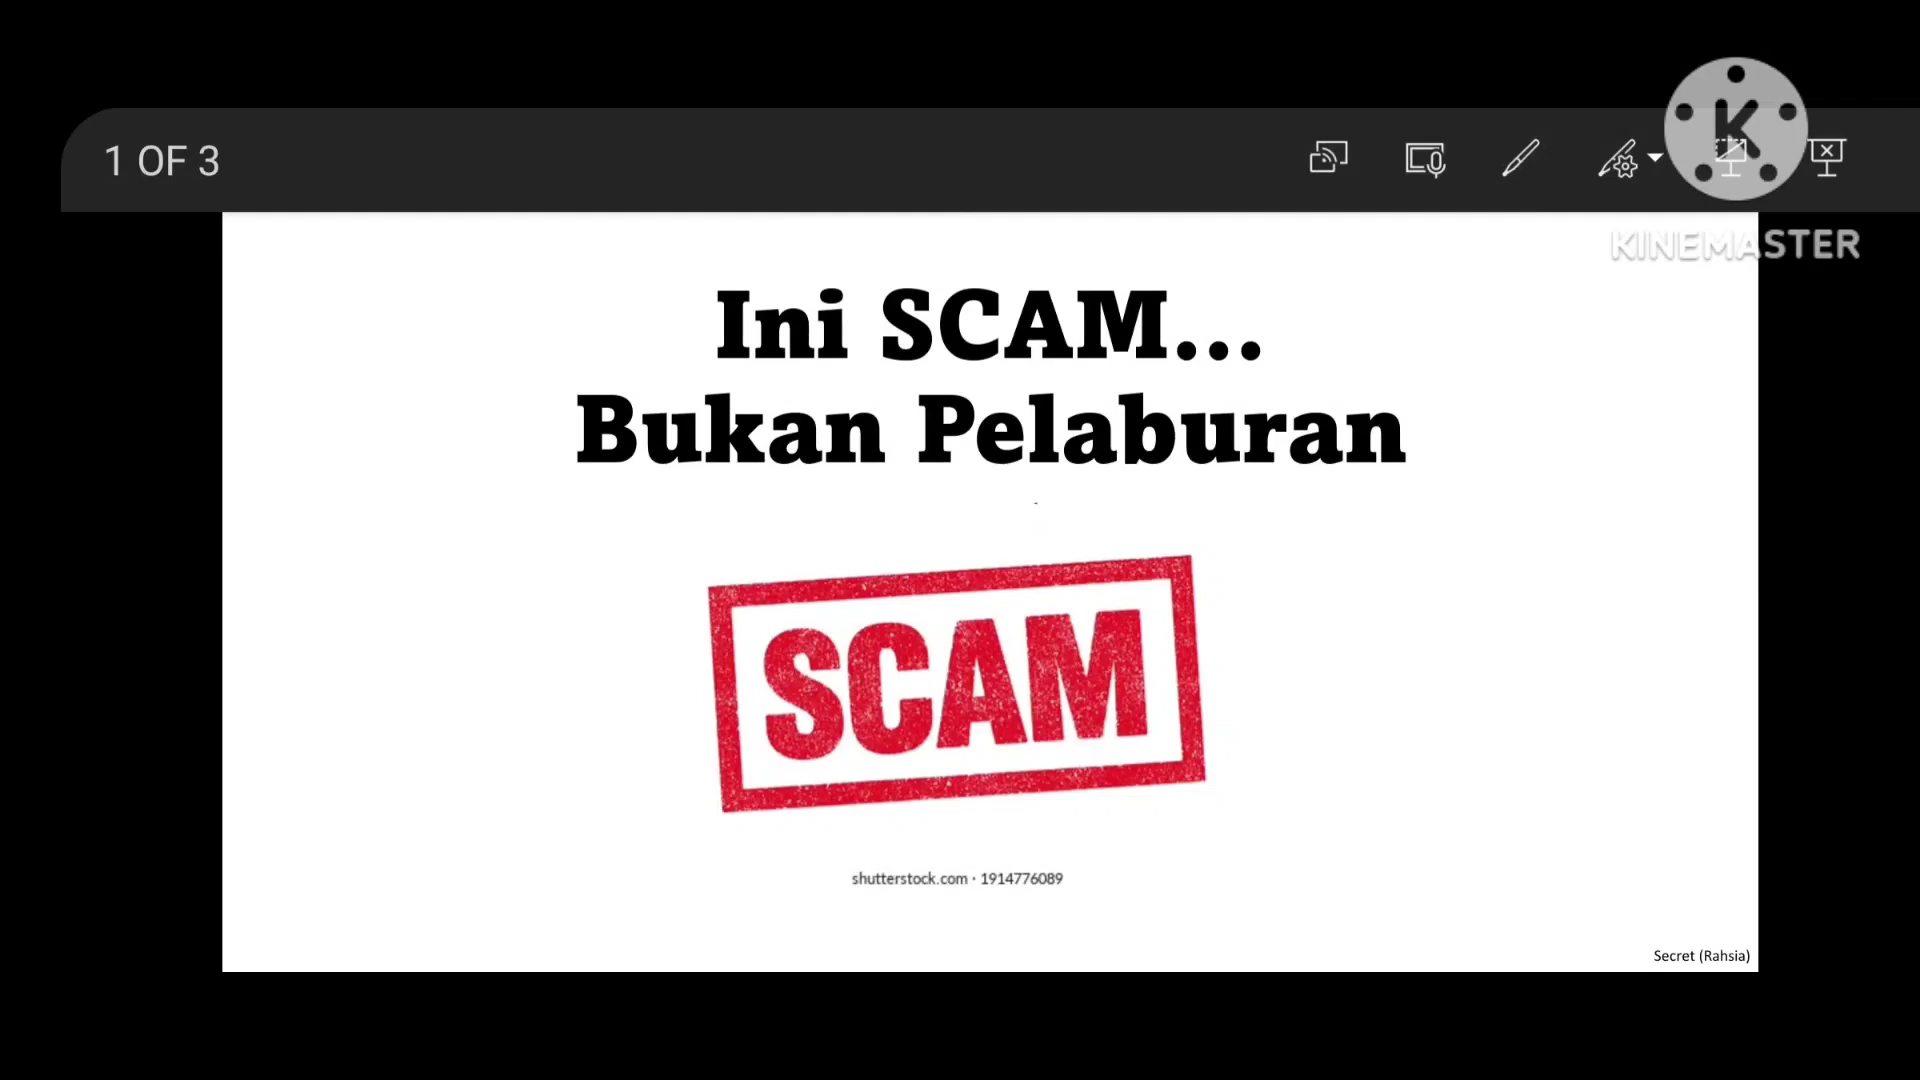 1 OF 3
K
KINEMASTER
Ini SCAM...
Bukan Pelaburan
SCAM
shutterstock.com · 1914776089
Secret (Rahsia)